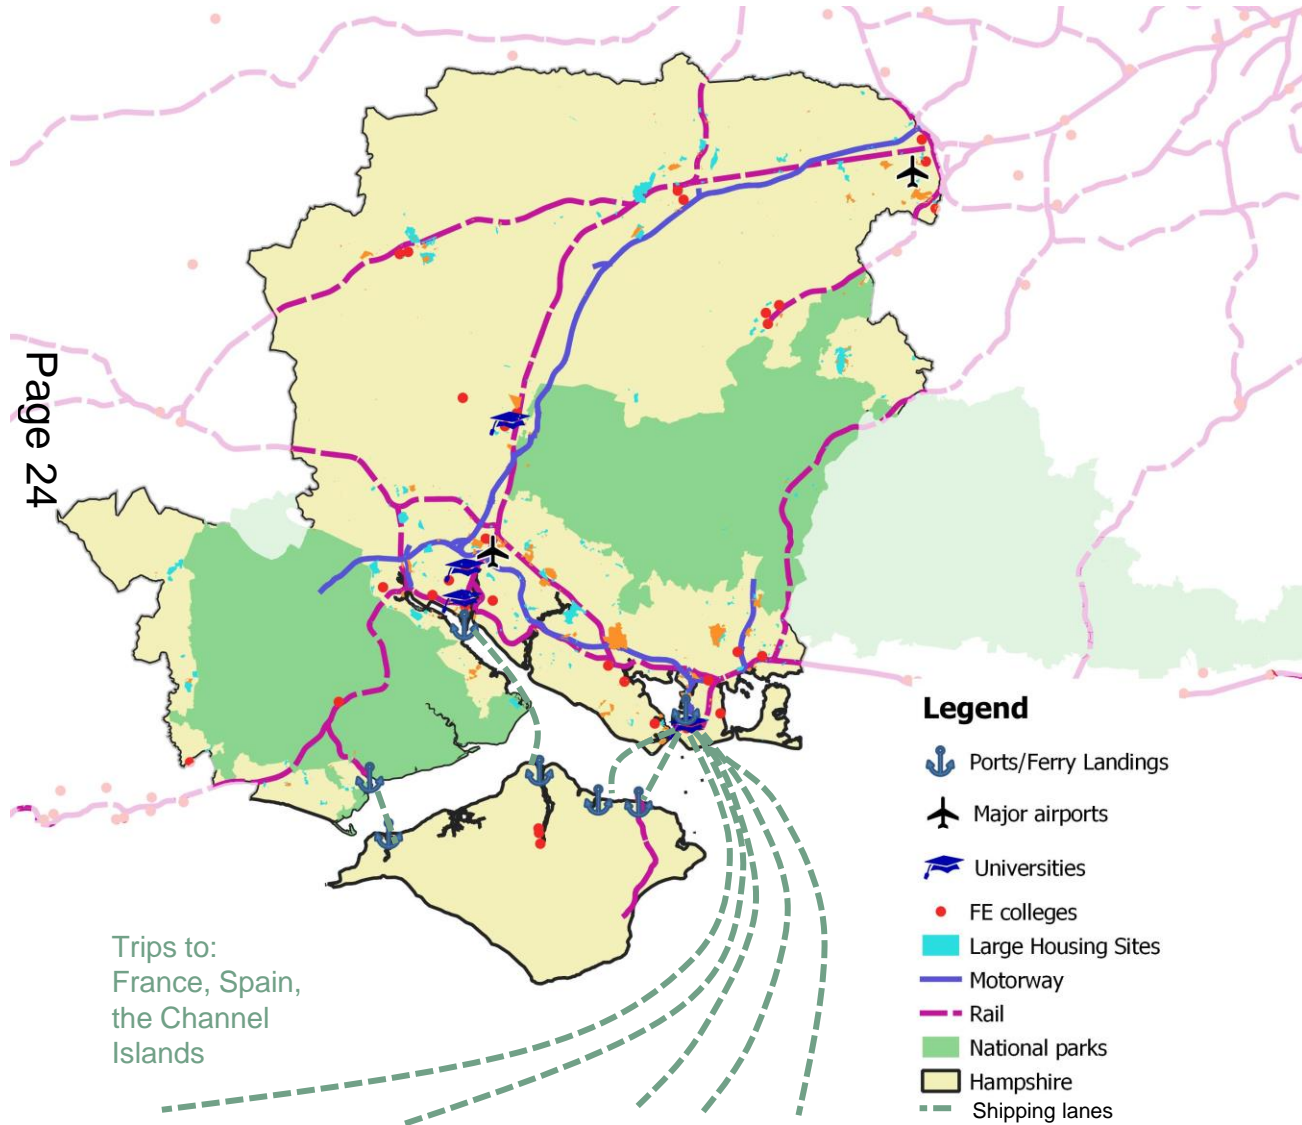 Page 24
Trips to:
France, Spain,
the Channel
Islands
Legend
Ports/Ferry Landings
Major airports
Universities
FE colleges
Large Housing Sites
Motorway
Rail
National parks
Hampshire
Shipping lanes